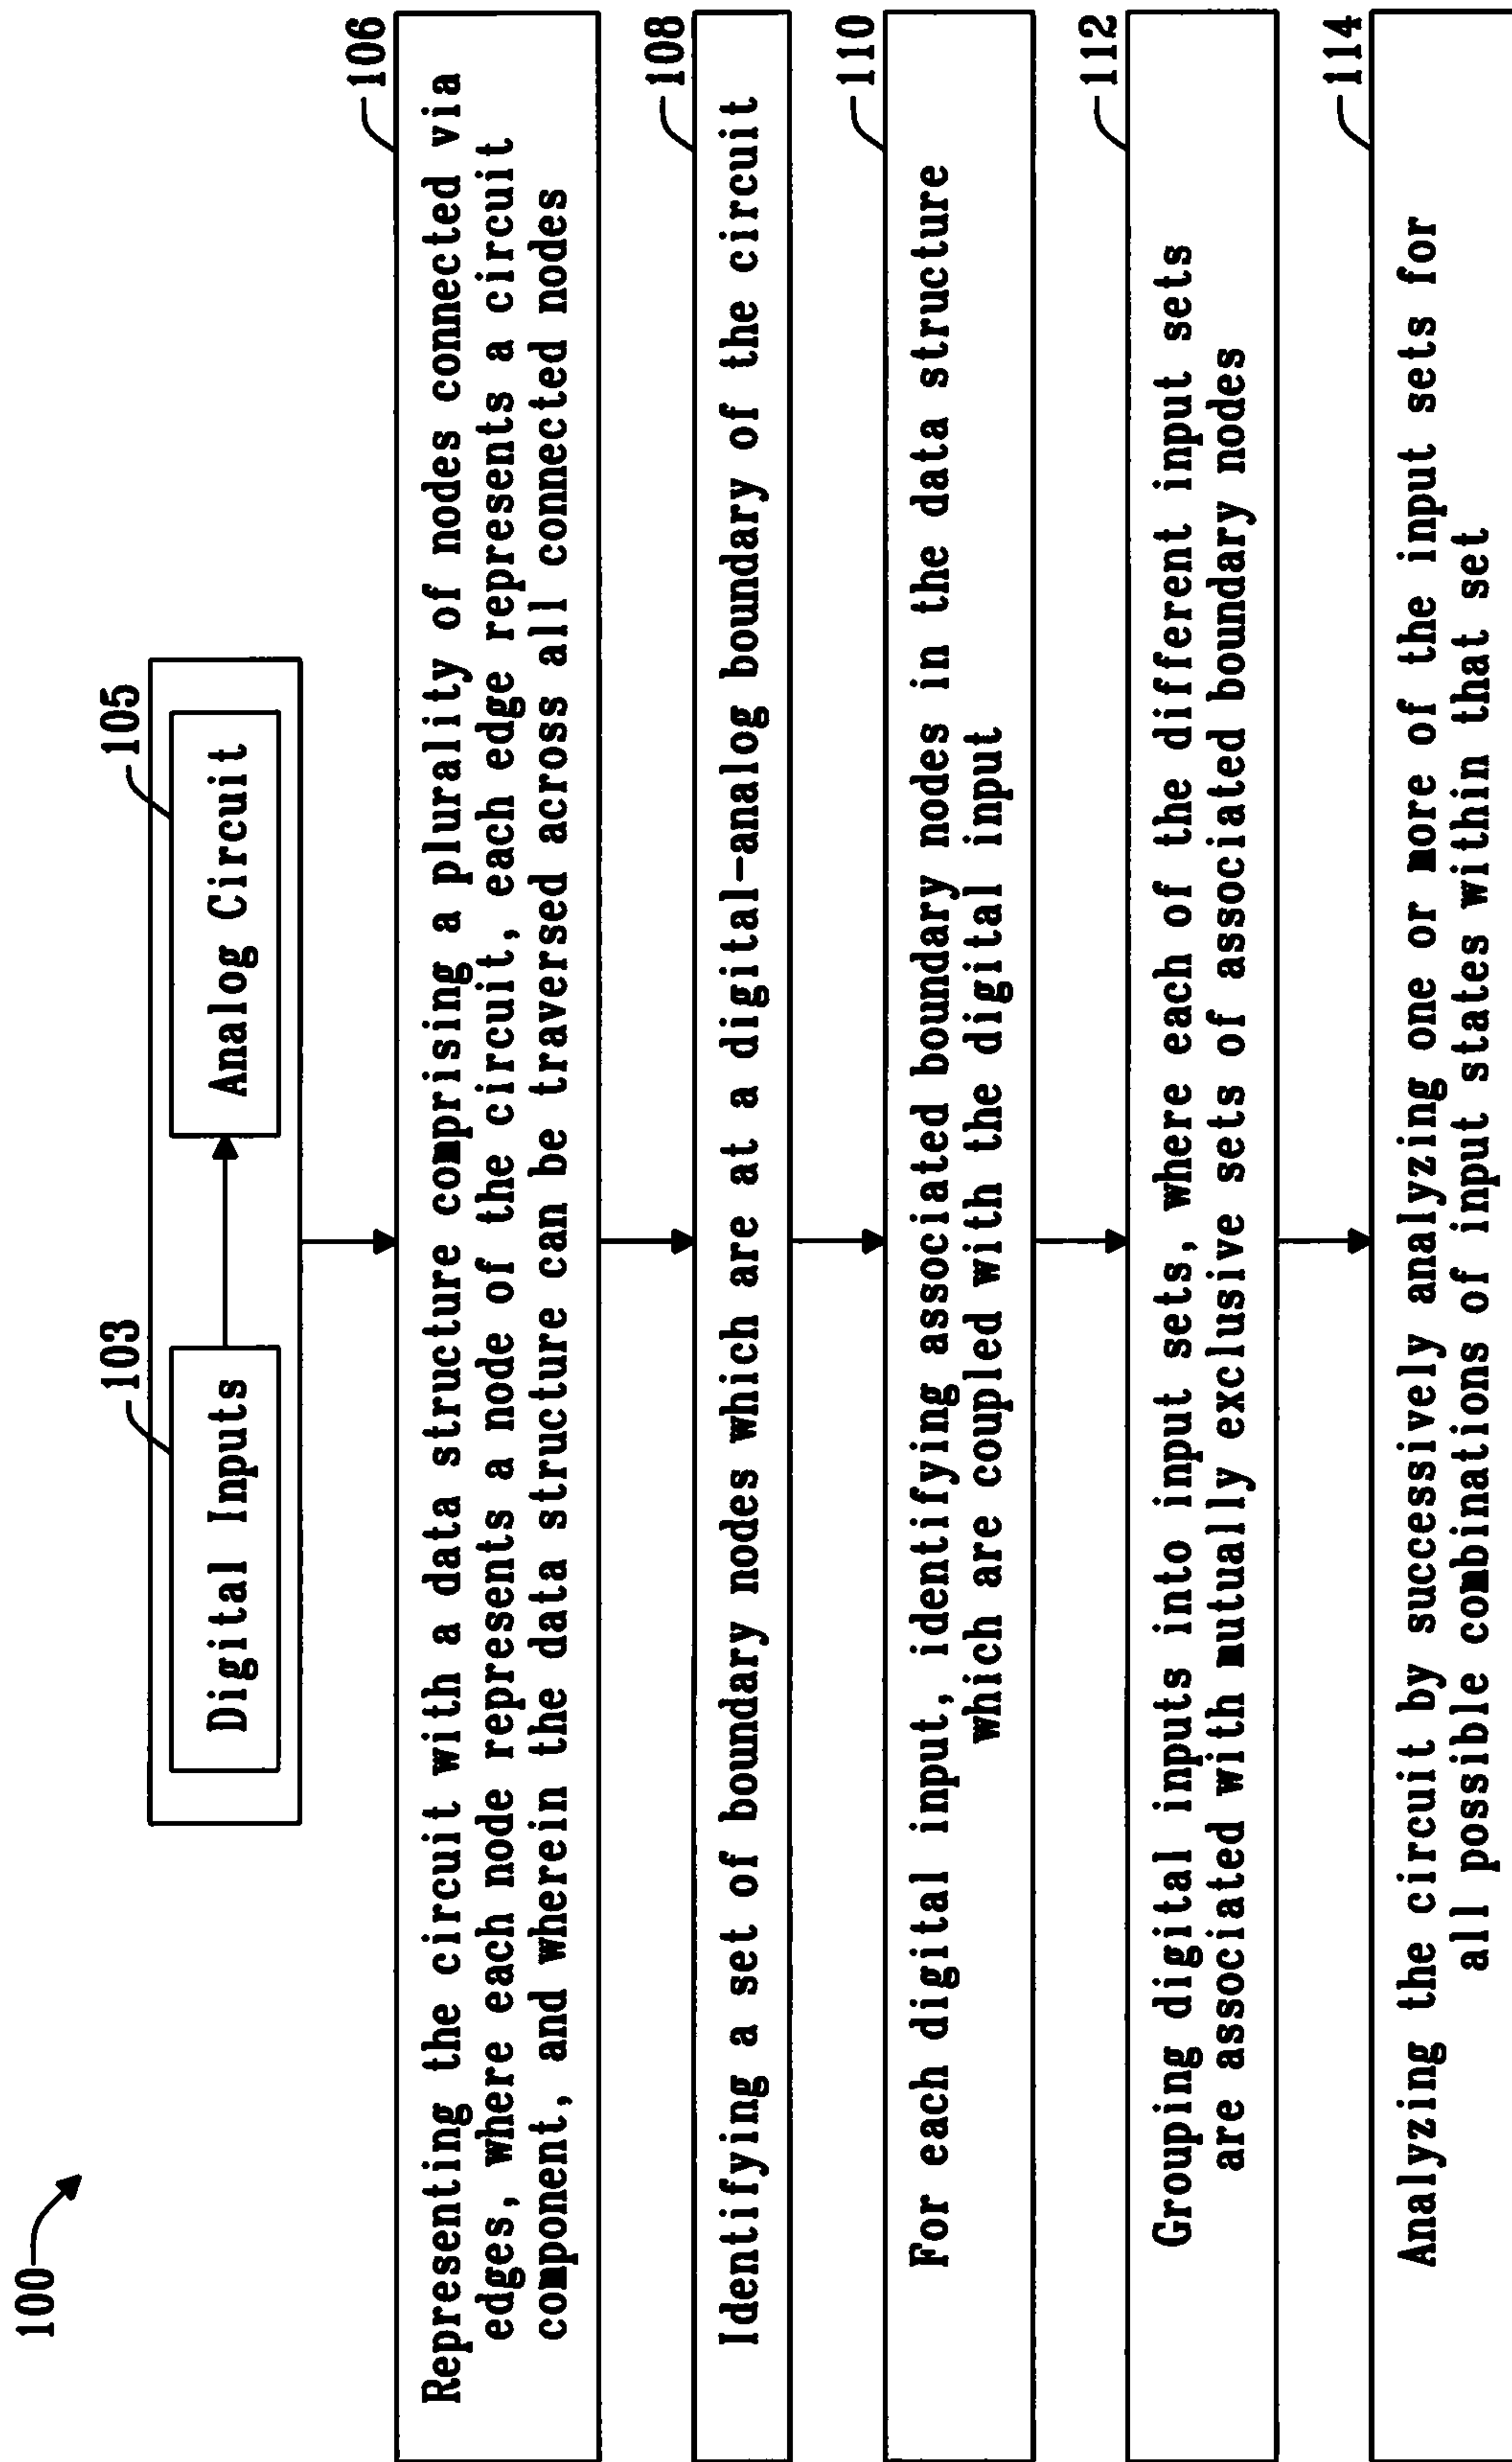 100
103
105
Digital Inputs
Analog Circuit
106
Representing the circuit with a data structure comprising a plurality of nodes connected via
edges, where each node represents a node of the circuit, each edge represents a circuit
component, and wherein the data structure can be traversed across all connected nodes
108
Identifying a set of boundary nodes which are at a digital-analog boundary of the circuit
110
For each digital input, identifying associated boundary nodes in the data structure
which are coupled with the digital input
112
Grouping digital inputs into input sets, where each of the different input sets
are associated with mutually exclusive sets of associated boundary nodes
114
Analyzing the circuit by successively analyzing one or more of the input sets for
all possible combinations of input states within that set